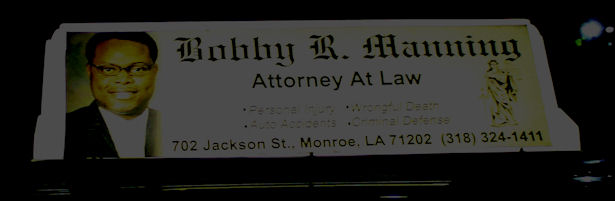 Bobby R. Manning
Attorney At Law
• Personal Injury • Wrongful Death
• Auto Accidents • Criminal Defense
702 Jackson St., Monroe, LA 71202 (318) 324-1411